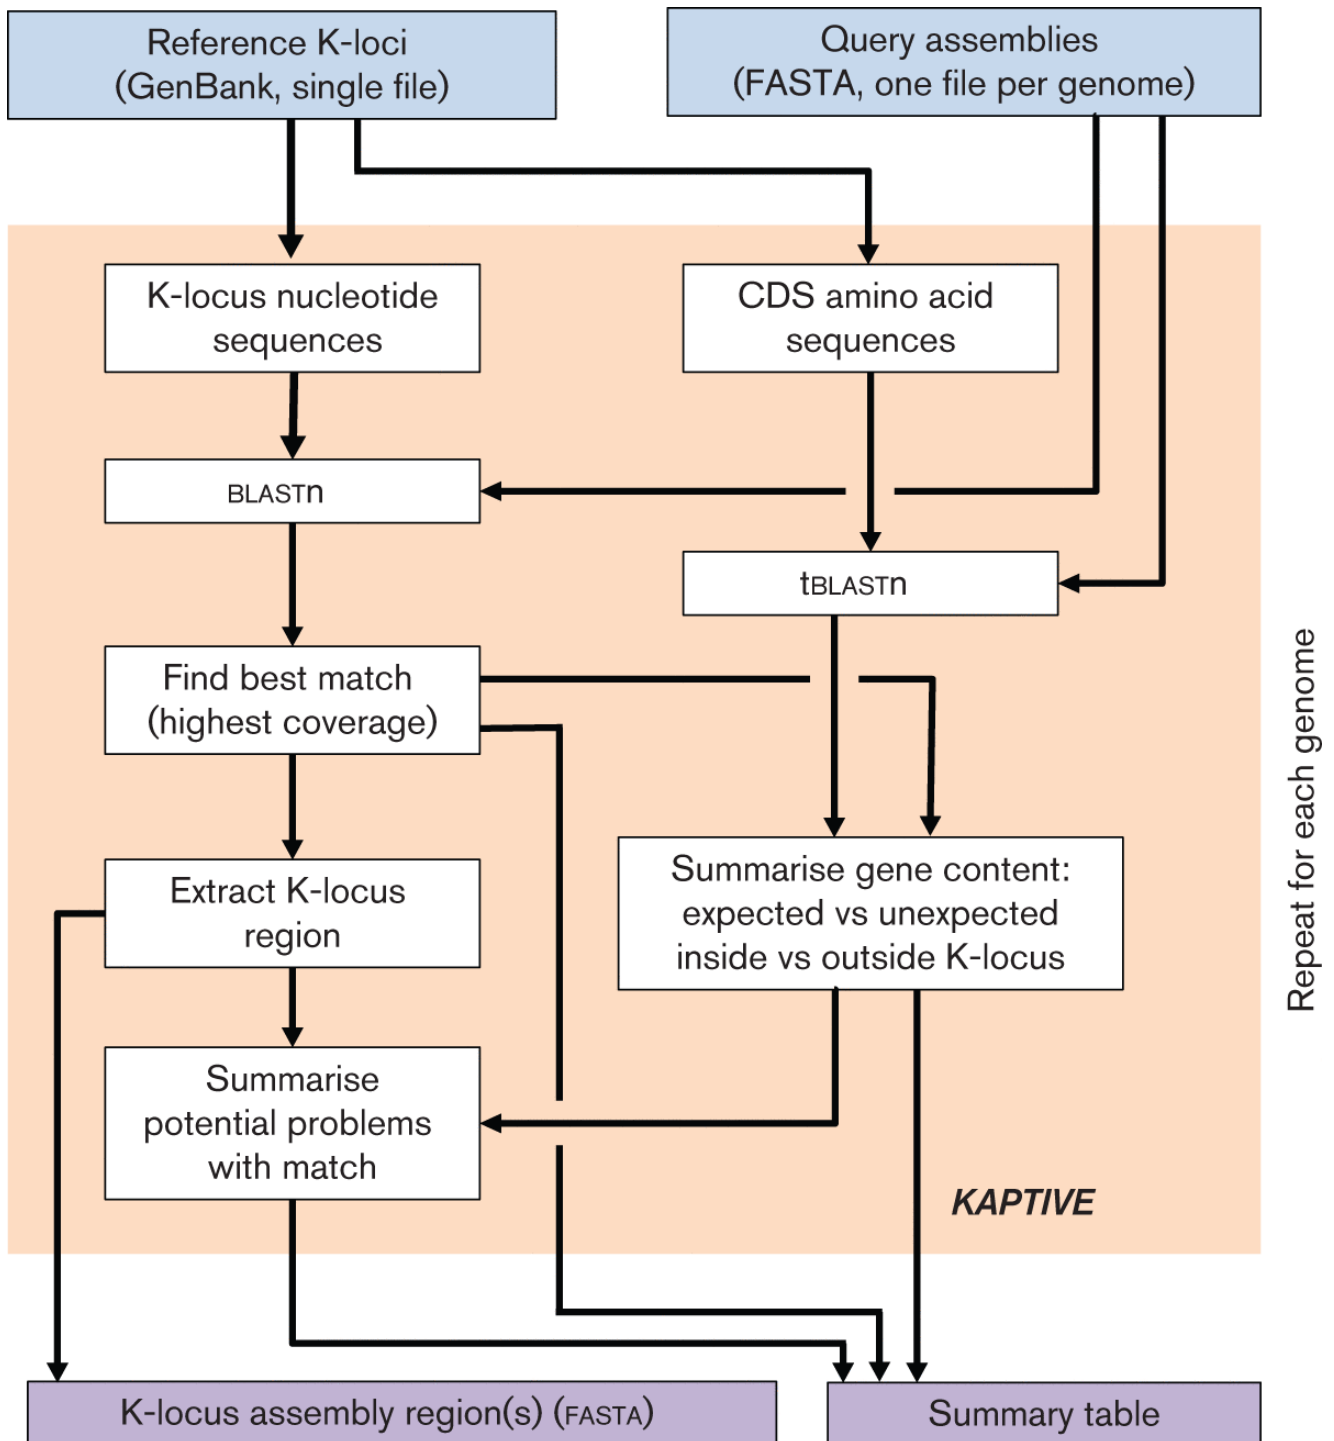 Reference K-loci
(GenBank, single file)
Query assemblies
(FASTA, one file per genome)
K-locus nucleotide
sequences
CDS amino acid
sequences
BLASTn
tBLASTn
Find best match
(highest coverage)
Extract K-locus
region
Summarise gene content:
expected vs unexpected
inside vs outside K-locus
Summarise
potential problems
with match
KAPTIVE
Repeat for each genome
K-locus assembly region(s) (FASTA)
Summary table